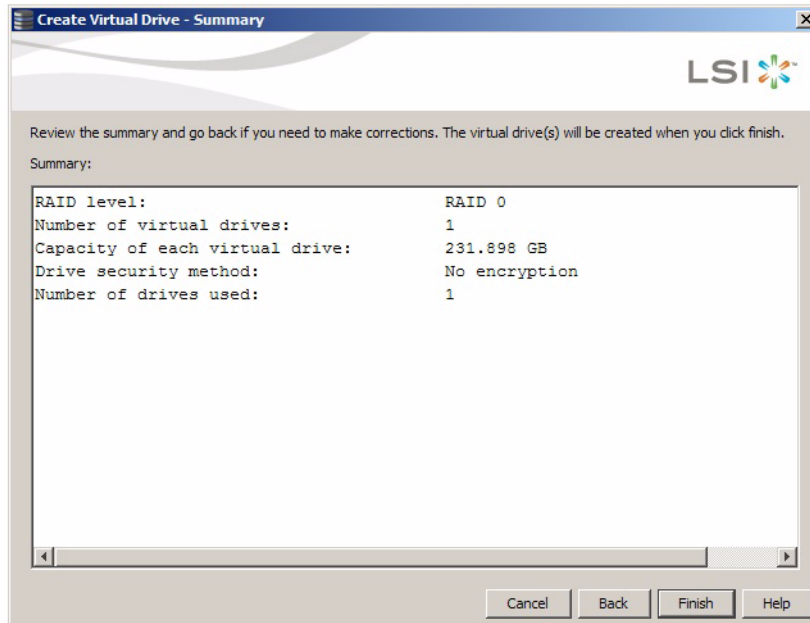 Create Virtual Drive - Summary
LSI
Review the summary and go back if you need to make corrections. The virtual drive(s) will be created when you click finish.
Summary:
RAID level: RAID 0
Number of virtual drives: 1
Capacity of each virtual drive: 231.898 GB
Drive security method: No encryption
Number of drives used: 1
Cancel Back Finish Help